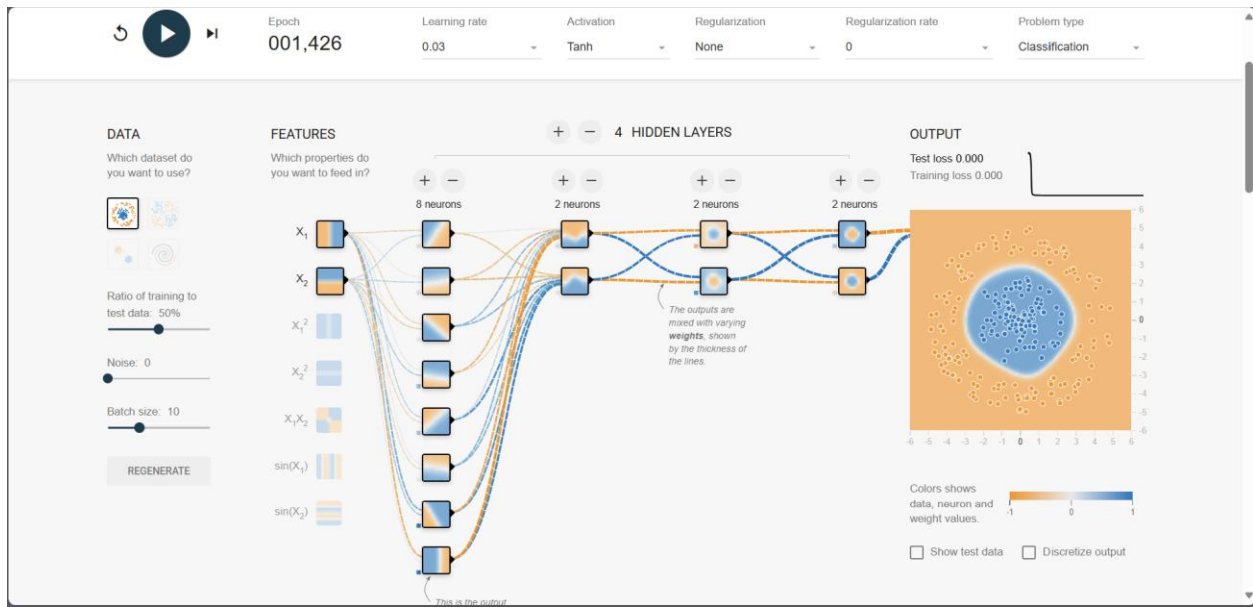 Epoch
001,426
Learning rate
0.03
Activation
Tanh
Regularization
None
Regularization rate
0
Problem type
Classification
DATA
Which dataset do
you want to use?
Ratio of training to
test data: 50%
Noise: 0
Batch size: 10
REGENERATE
FEATURES
Which properties do
you want to feed in?
X₁
X₂
X₁²
X₂²
X₁X₂
sin(X₁)
sin(X₂)
+ − 4 HIDDEN LAYERS
+ −
8 neurons
+ −
2 neurons
+ −
2 neurons
+ −
2 neurons
The outputs are
mixed with varying
weights, shown
by the thickness of
the lines.
This is the output
OUTPUT
Test loss 0.000
Training loss 0.000
6
5
4
3
2
1
0
-1
-2
-3
-4
-5
-6
-6 -5 -4 -3 -2 -1 0 1 2 3 4 5 6
Colors shows
data, neuron and
weight values.
-1 0 1
Show test data
Discretize output